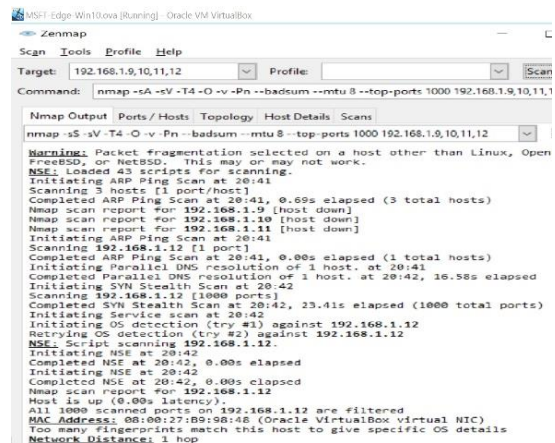 MSFT-Edge-Win10.ova [Running] - Oracle VM VirtualBox
Zenmap
Scan Tools Profile Help
Target: 192.168.1.9,10,11,12 Profile: Scan
Command: nmap -sA -sV -T4 -O -v -Pn --badsum --mtu 8 --top-ports 1000 192.168.1.9,10,11,1
Nmap Output Ports / Hosts Topology Host Details Scans
nmap -sS -sV -T4 -O -v -Pn --badsum --mtu 8 --top-ports 1000 192.168.1.9,10,11,12
Warning: Packet fragmentation selected on a host other than Linux, Open
FreeBSD, or NetBSD. This may or may not work.
NSE: Loaded 43 scripts for scanning.
Initiating ARP Ping Scan at 20:41
Scanning 3 hosts [1 port/host]
Completed ARP Ping Scan at 20:41, 0.69s elapsed (3 total hosts)
Nmap scan report for 192.168.1.9 [host down]
Nmap scan report for 192.168.1.10 [host down]
Nmap scan report for 192.168.1.11 [host down]
Initiating ARP Ping Scan at 20:41
Scanning 192.168.1.12 [1 port]
Completed ARP Ping Scan at 20:41, 0.00s elapsed (1 total hosts)
Initiating Parallel DNS resolution of 1 host. at 20:41
Completed Parallel DNS resolution of 1 host. at 20:42, 16.58s elapsed
Initiating SYN Stealth Scan at 20:42
Scanning 192.168.1.12 [1000 ports]
Completed SYN Stealth Scan at 20:42, 23.41s elapsed (1000 total ports)
Initiating Service scan at 20:42
Initiating OS detection (try #1) against 192.168.1.12
Retrying OS detection (try #2) against 192.168.1.12
NSE: Script scanning 192.168.1.12.
Initiating NSE at 20:42
Completed NSE at 20:42, 0.00s elapsed
Initiating NSE at 20:42
Completed NSE at 20:42, 0.00s elapsed
Nmap scan report for 192.168.1.12
Host is up (0.00s latency).
All 1000 scanned ports on 192.168.1.12 are filtered
MAC Address: 08:00:27:B9:98:48 (Oracle VirtualBox virtual NIC)
Too many fingerprints match this host to give specific OS details
Network Distance: 1 hop